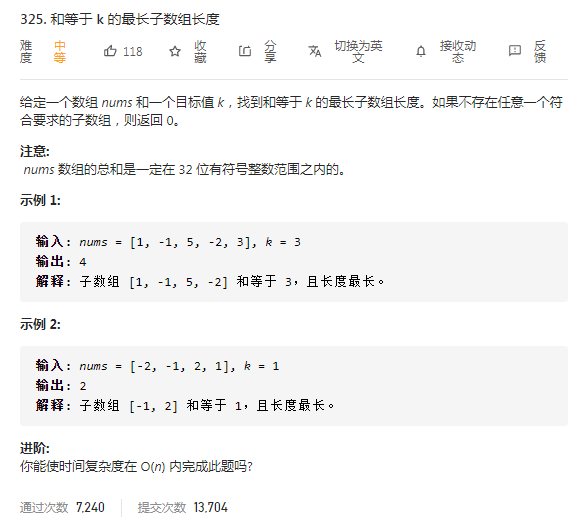 325. 和等于 k 的最长子数组长度
难度 中等 118 收藏 分享 切换为英文 接收动态 反馈
给定一个数组 nums 和一个目标值 k，找到和等于 k 的最长子数组长度。如果不存在任意一个符
合要求的子数组，则返回 0。
注意:
nums 数组的总和是一定在 32 位有符号整数范围之内的。
示例 1:
输入: nums = [1, -1, 5, -2, 3], k = 3
输出: 4
解释: 子数组 [1, -1, 5, -2] 和等于 3，且长度最长。
示例 2:
输入: nums = [-2, -1, 2, 1], k = 1
输出: 2
解释: 子数组 [-1, 2] 和等于 1，且长度最长。
进阶:
你能使时间复杂度在 O(n) 内完成此题吗?
通过次数 7,240 提交次数 13,704